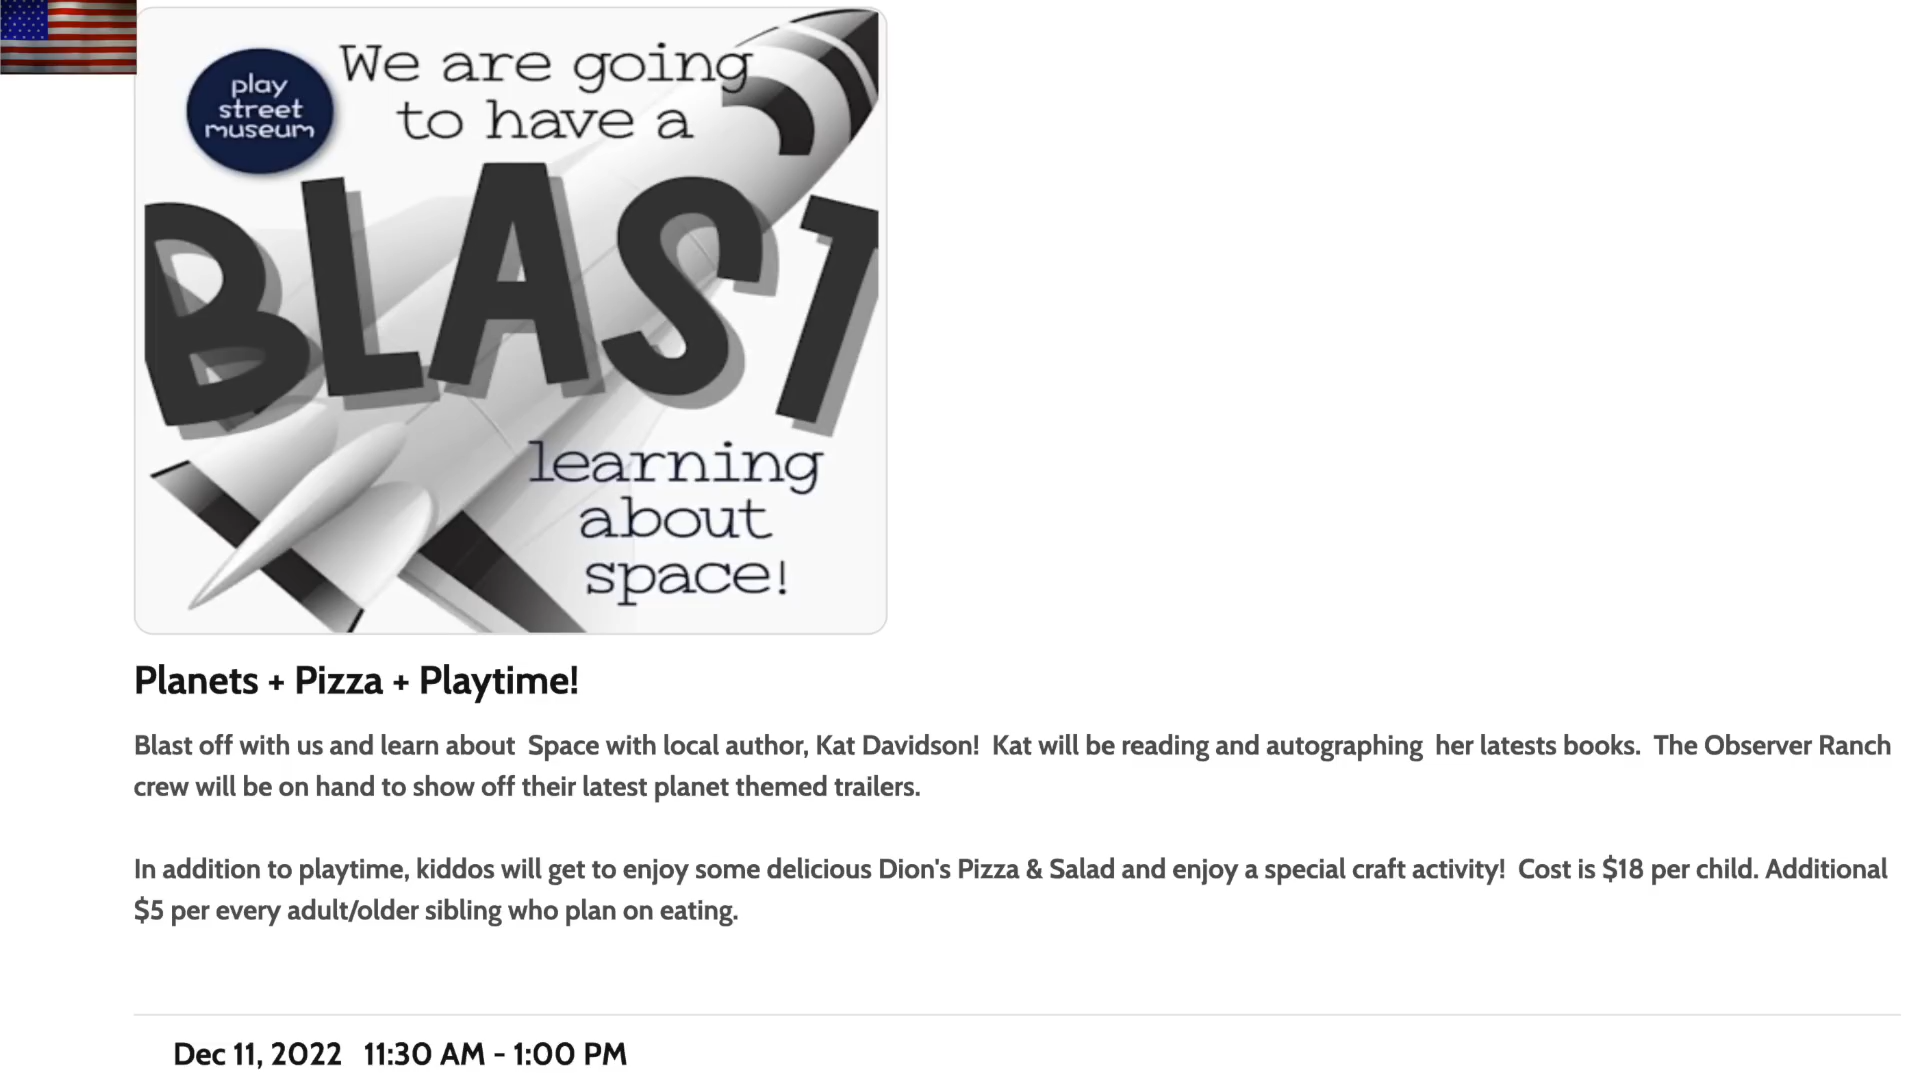 play
street
museum
We are going
to have a
BLAST
learning
about
space!
Planets + Pizza + Playtime!
Blast off with us and learn about  Space with local author, Kat Davidson!  Kat will be reading and autographing  her latests books.  The Observer Ranch
crew will be on hand to show off their latest planet themed trailers.
In addition to playtime, kiddos will get to enjoy some delicious Dion's Pizza & Salad and enjoy a special craft activity!  Cost is $18 per child. Additional
$5 per every adult/older sibling who plan on eating.
Dec 11, 2022   11:30 AM - 1:00 PM